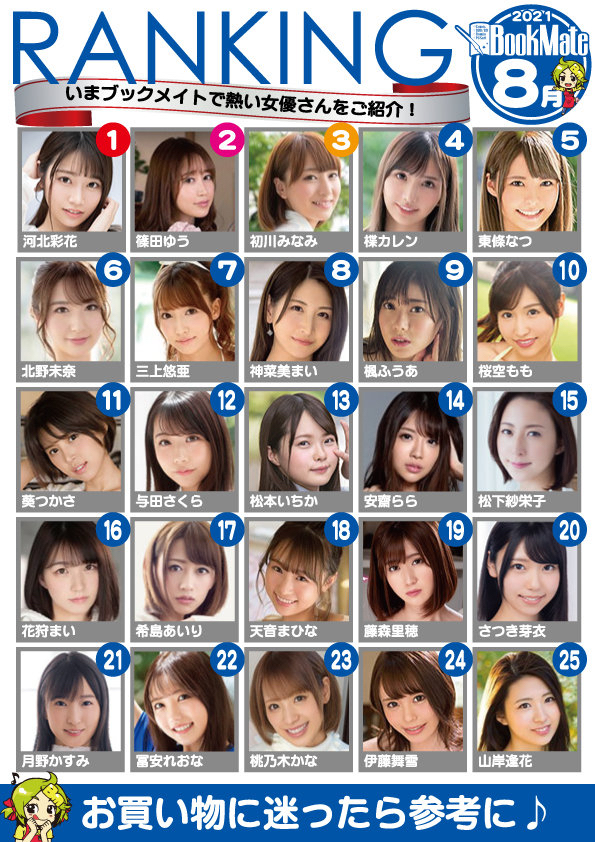 RANKING
2021
BookMate
8月
いまブックメイトで熱い女優さんをご紹介!
1
河北彩花
2
篠田ゆう
3
初川みなみ
4
楪カレン
5
東條なつ
6
北野未奈
7
三上悠亜
8
神菜美まい
9
楓ふうあ
10
桜空もも
11
葵つかさ
12
与田さくら
13
松本いちか
14
安齋らら
15
松下紗栄子
16
花狩まい
17
希島あいり
18
天音まひな
19
藤森里穂
20
さつき芽衣
21
月野かすみ
22
冨安れおな
23
桃乃木かな
24
伊藤舞雪
25
山岸逢花
お買い物に迷ったら参考に♪